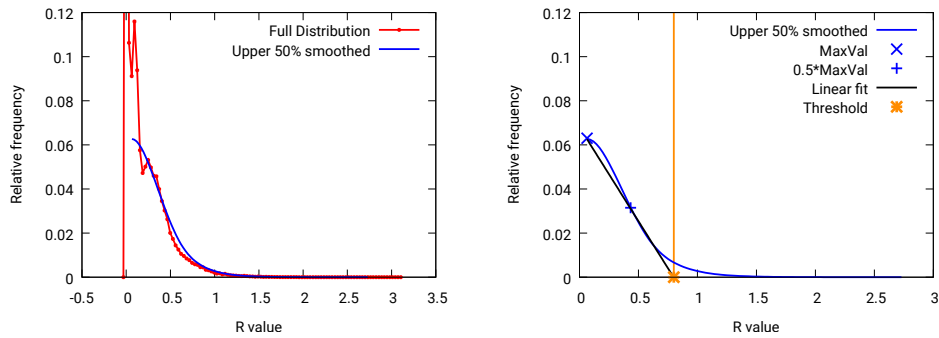 0.12
0.1
0.08
0.06
0.04
0.02
0
Relative frequency
Full Distribution
Upper 50% smoothed
-0.5 0 0.5 1 1.5 2 2.5 3 3.5
R value
0.12
0.1
0.08
0.06
0.04
0.02
0
Relative frequency
Upper 50% smoothed
MaxVal
0.5*MaxVal
Linear fit
Threshold
0 0.5 1 1.5 2 2.5 3
R value